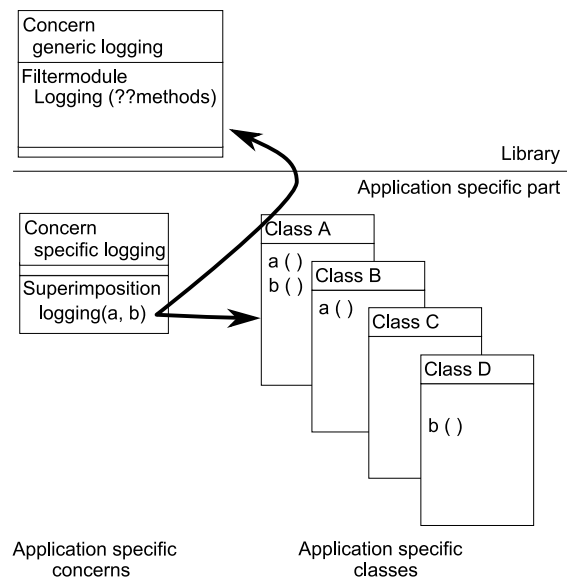 Concern
generic logging
Filtermodule
Logging (??methods)
Library
Application specific part
Concern
specific logging
Superimposition
logging(a, b)
Class A
a ( )
b ( )
Class B
a ( )
Class C
Class D
b ( )
Application specific
concerns
Application specific
classes